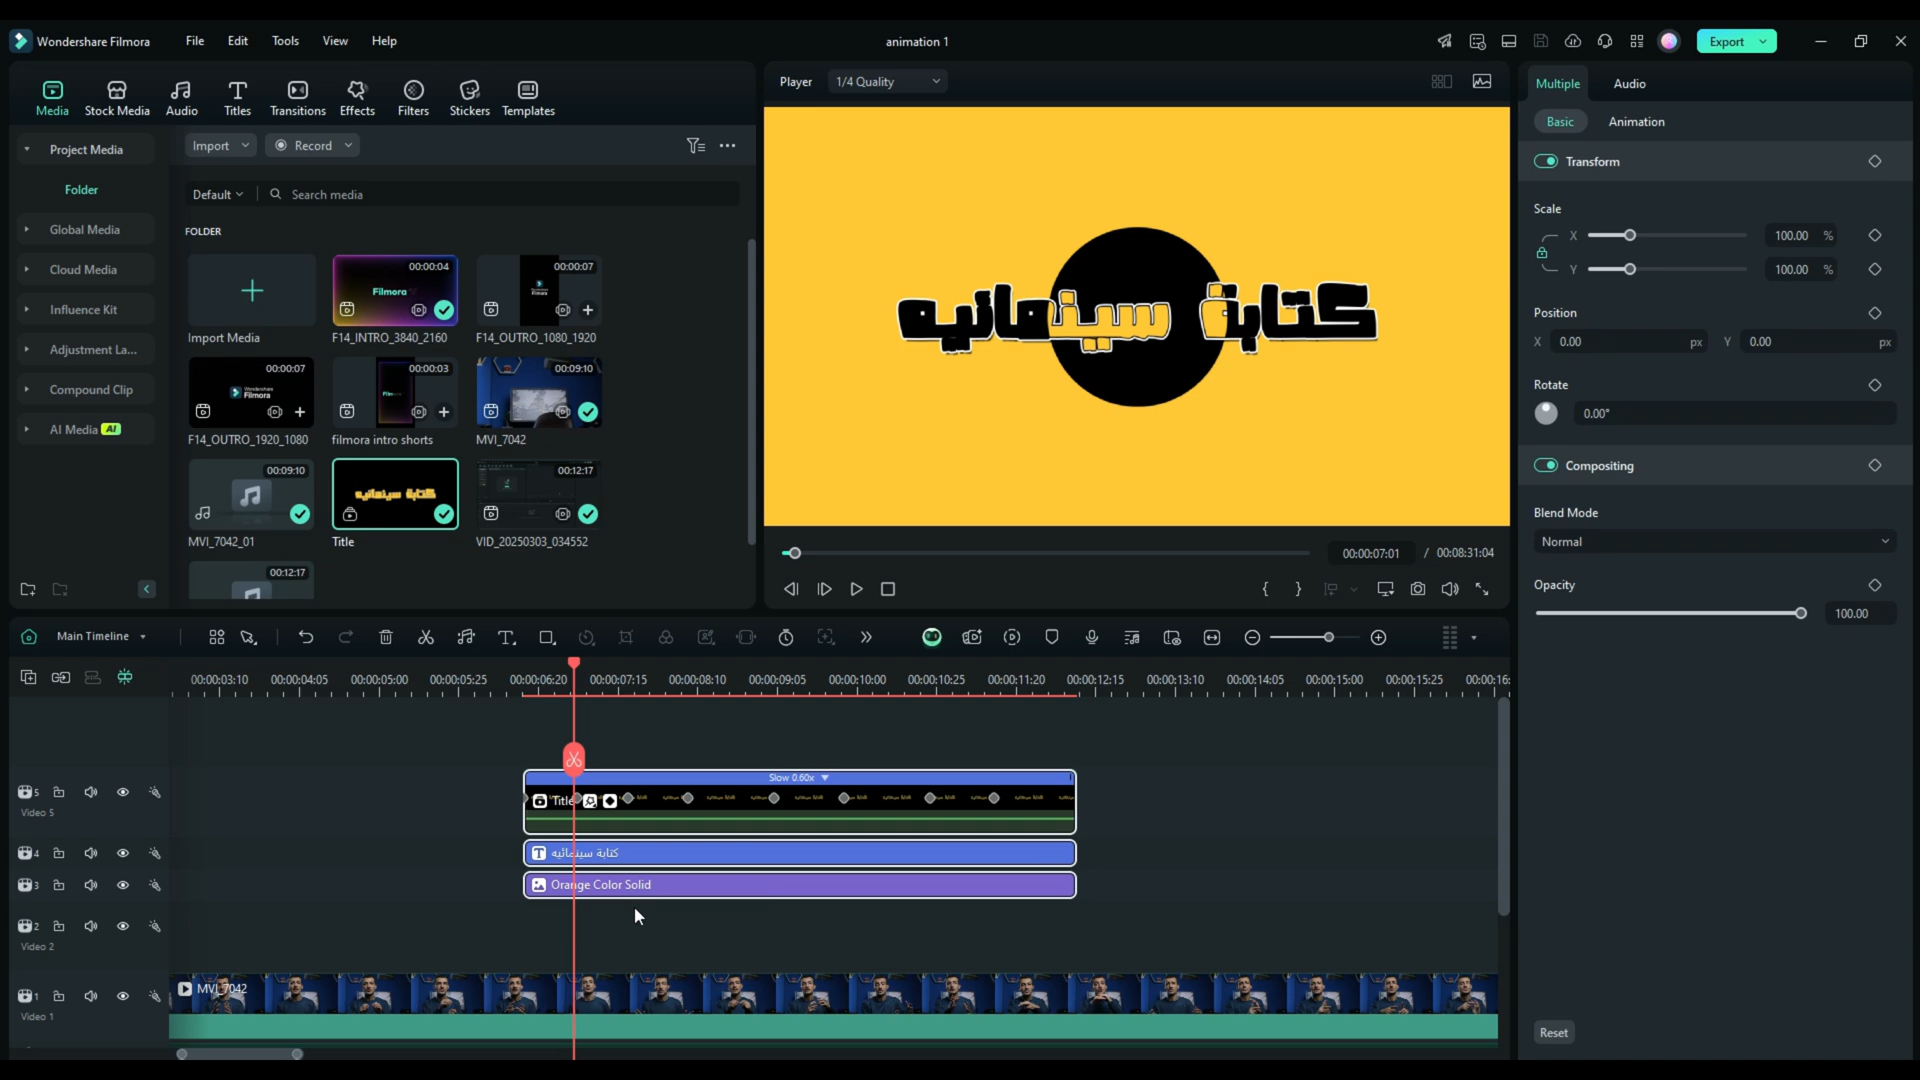 Wondershare Filmora
File Edit Tools View Help
animation 1
Export
Media Stock Media Audio Titles Transitions Effects Filters Stickers Templates
Player 1/4 Quality
Multiple Audio
Basic Animation
Project Media
Folder
Global Media
Cloud Media
Influence Kit
Adjustment La...
Compound Clip
AI Media AI
Import Record
Default Search media
FOLDER
Import Media
00:00:04
Filmora
F14_INTRO_3840_2160
00:00:07
F14_OUTRO_1080_1920
00:00:07
Wondershare
Filmora
F14_OUTRO_1920_1080
00:00:03
filmora intro shorts
00:09:10
MVI_7042
00:09:10
MVI_7042_01
كتابة سينمائيه
Title
00:12:17
VID_20250303_034552
00:12:17
كتابة سينمائيه
00:00:07:01 / 00:08:31:04
Transform
Scale
X 100.00 %
Y 100.00 %
Position
X 0.00 px Y 0.00 px
Rotate
0.00°
Compositing
Blend Mode
Normal
Opacity
100.00
Reset
Main Timeline
00:00:03:10 00:00:04:05 00:00:05:00 00:00:05:25 00:00:06:20 00:00:07:15 00:00:08:10 00:00:09:05 00:00:10:00 00:00:10:25 00:00:11:20 00:00:12:15 00:00:13:10 00:00:14:05 00:00:15:00 00:00:15:25 00:00:16:
Slow 0.60x
5
Video 5
Title
4
كتابة سينمائيه
3
Orange Color Solid
2
Video 2
1
Video 1
MVI_7042